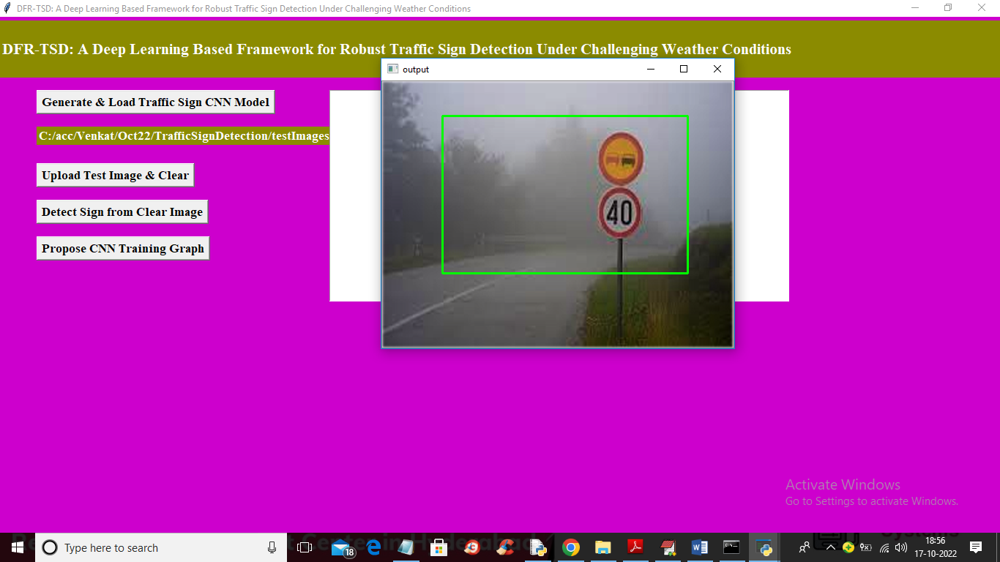 DFR-TSD: A Deep Learning Based Framework for Robust Traffic Sign Detection Under Challenging Weather Conditions
DFR-TSD: A Deep Learning Based Framework for Robust Traffic Sign Detection Under Challenging Weather Conditions
output
Generate & Load Traffic Sign CNN Model
C:/acc/Venkat/Oct22/TrafficSignDetection/testImages
Upload Test Image & Clear
Detect Sign from Clear Image
Propose CNN Training Graph
40
Activate Windows
Go to Settings to activate Windows.
Type here to search
18
18:56
17-10-2022